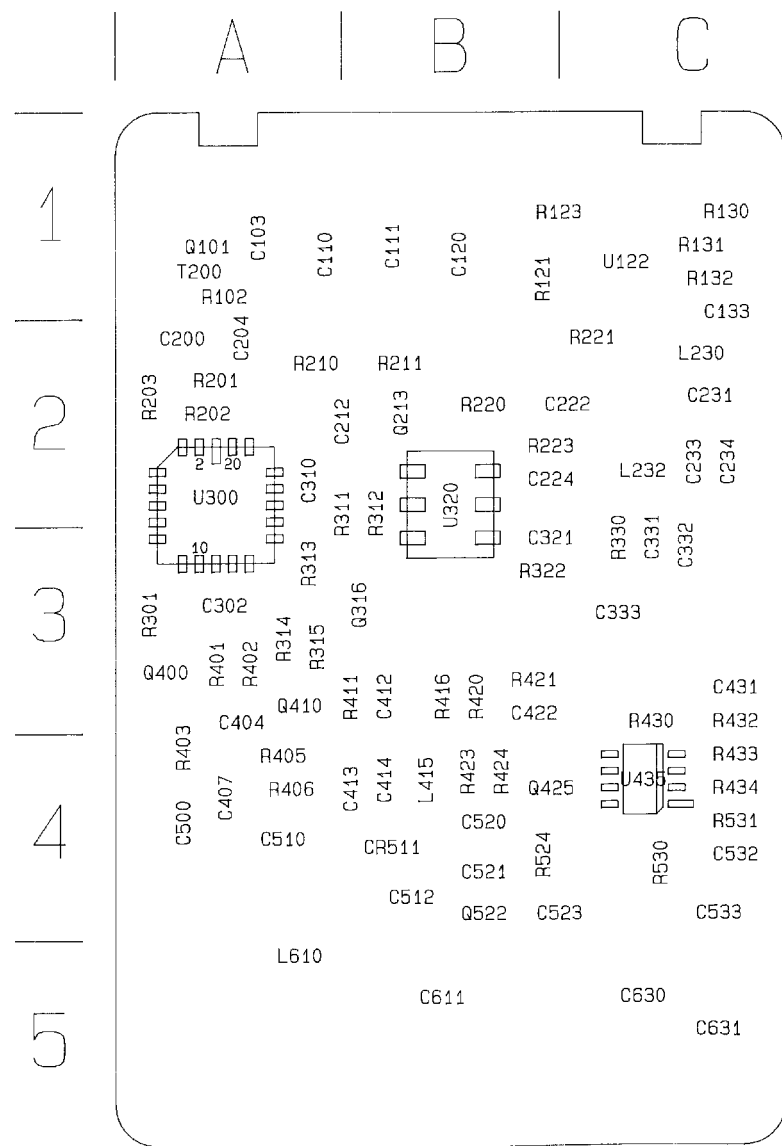 A B C
1
R123 R130
Q101 C103 C110 C111 C120 R131
T200 R121 U122 R132
R102 C133
C200 C204 R221 L230
2
R203 R201 R210 R211 C231
R202 C212 Q213 R220 C222
R223 C233 C234
2 20 C310 C224 L232
U300 R311 R312 U320
10 R313 C321 R330 C331 C332
R322
3
R301 C302 Q316 C333
R314 R315
Q400 R401 R402 R411 C412 R416 R420 R421 C431
Q410 C422
C404 R430 R432
4
R403 R405 R433
R406 C413 C414 L415 R423 R424 Q425 U435 R434
C500 C407 C520 R531
C510 CR511 R524 R530 C532
C521
C512
Q522 C523 C533
5
L610
C611 C630
C631